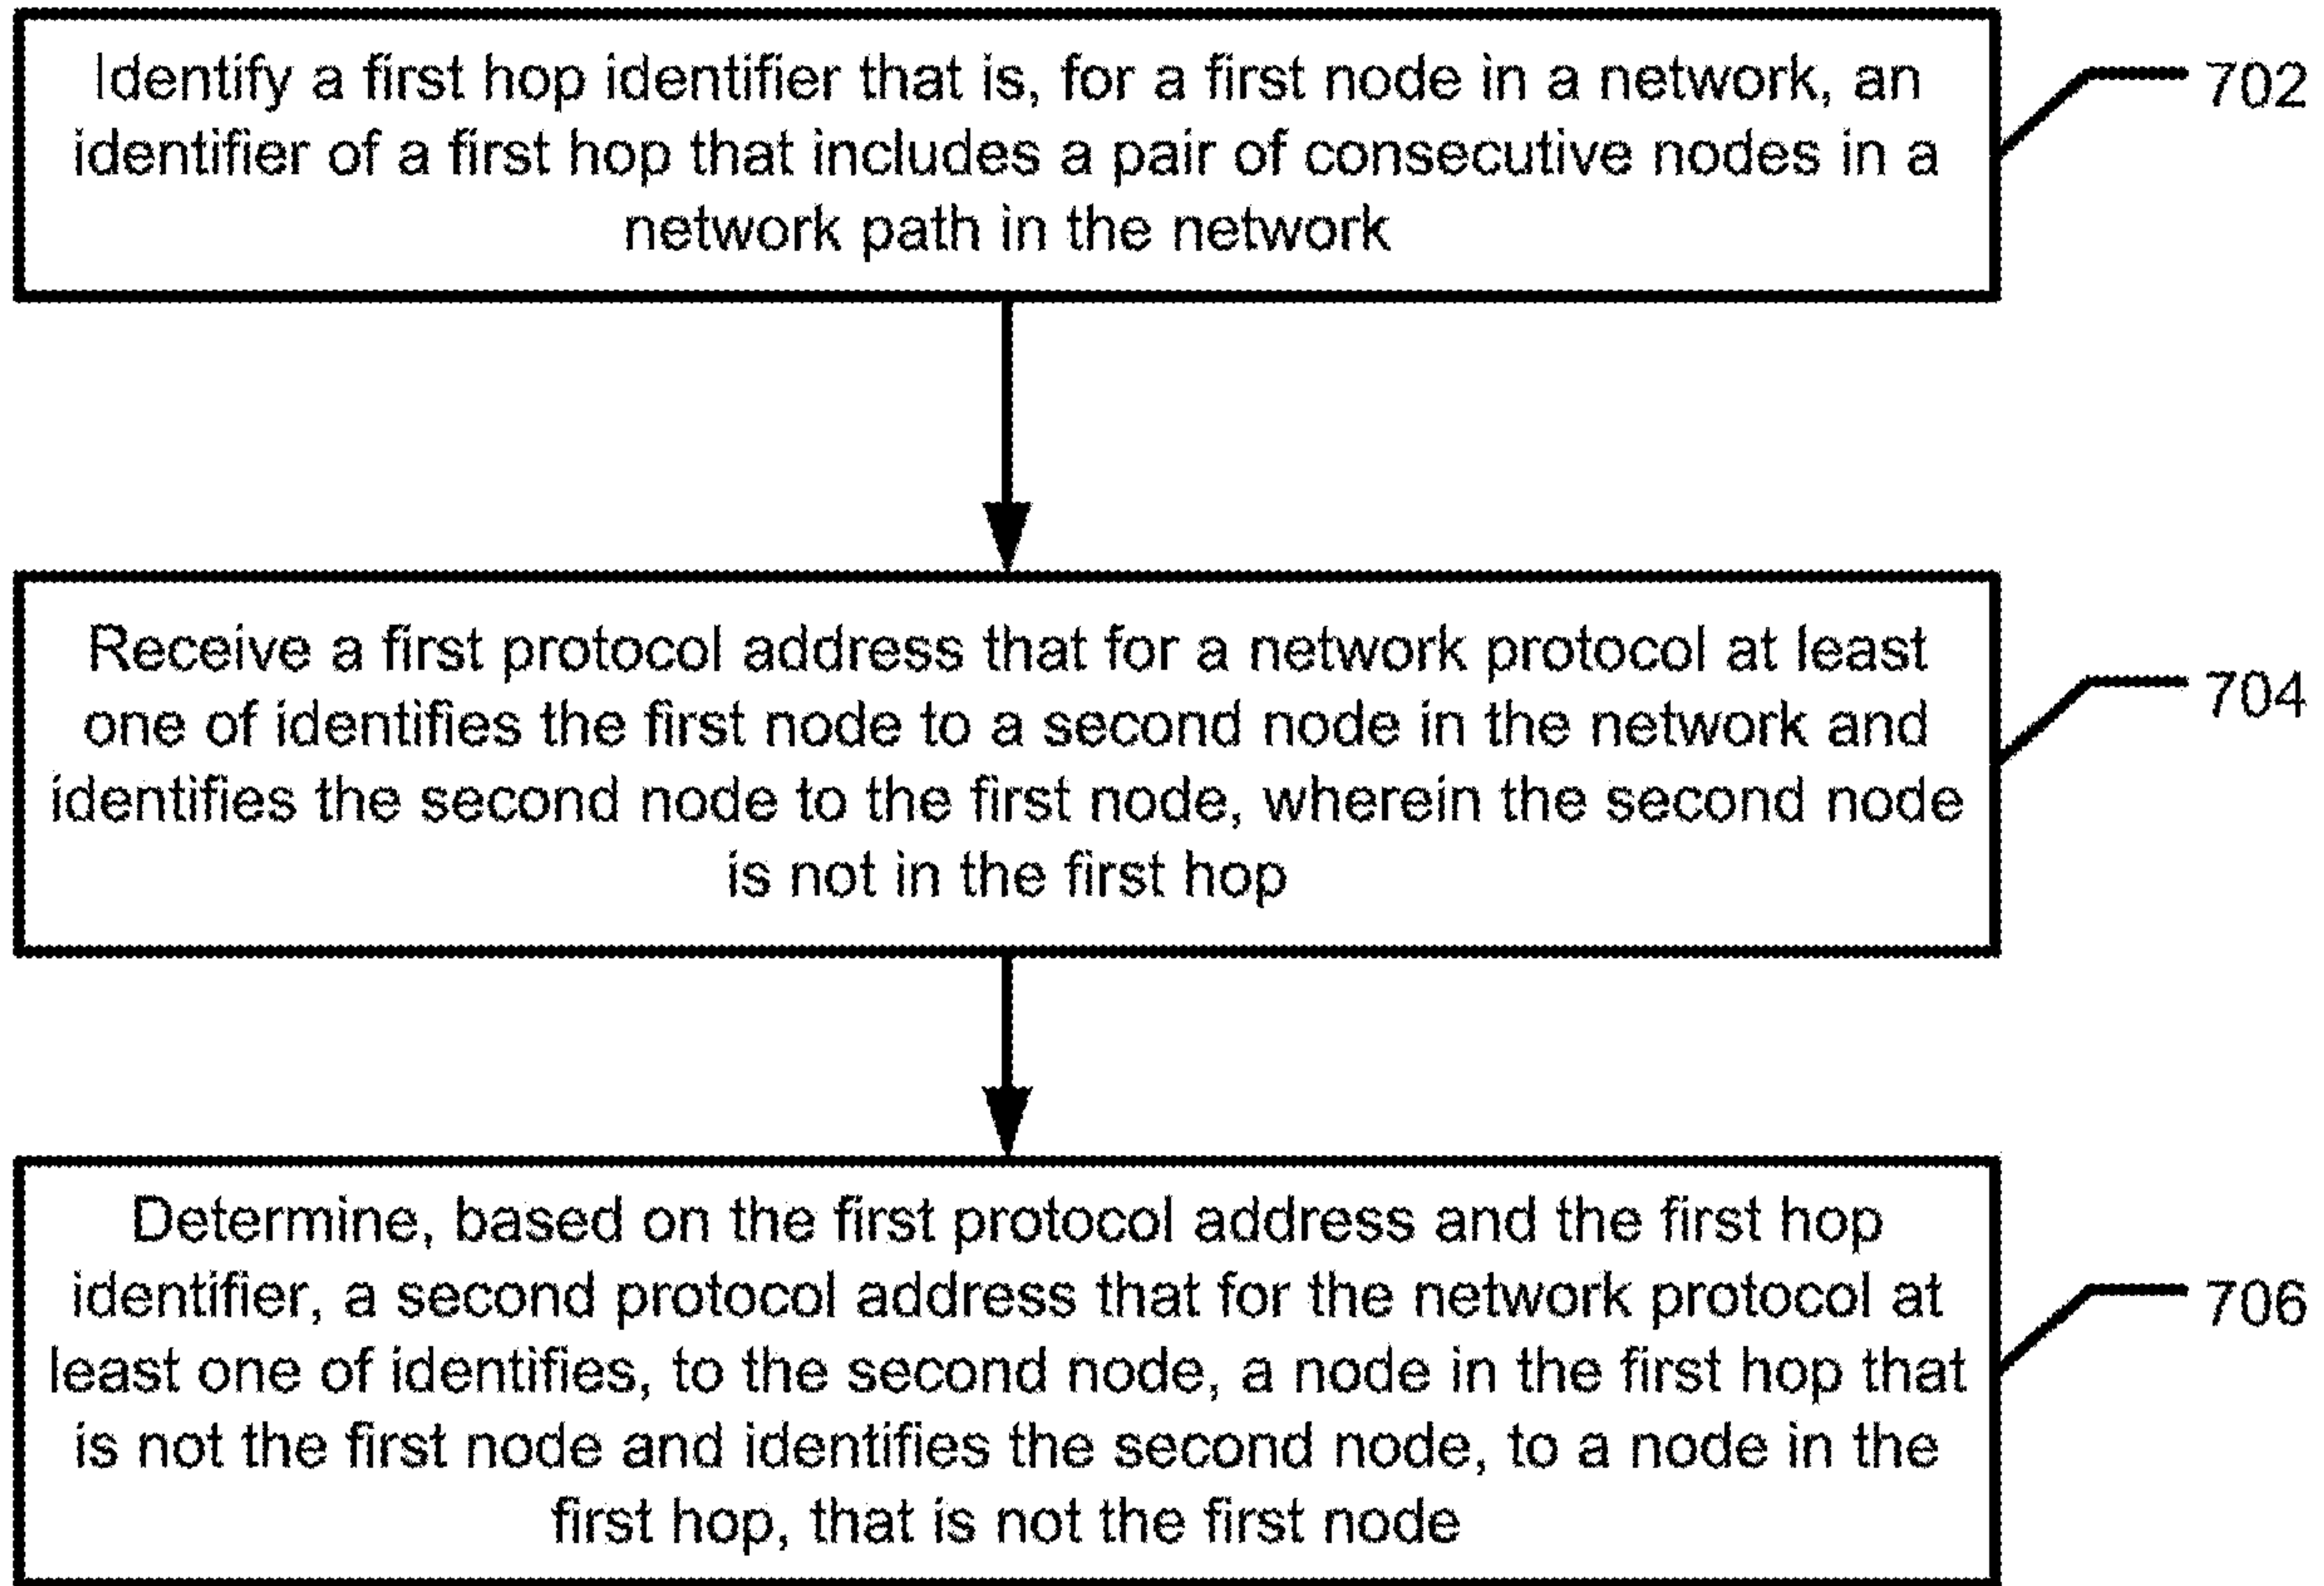 Identify a first hop identifier that is, for a first node in a network, an
identifier of a first hop that includes a pair of consecutive nodes in a
network path in the network
702
Receive a first protocol address that for a network protocol at least
one of identifies the first node to a second node in the network and
identifies the second node to the first node, wherein the second node
is not in the first hop
704
Determine, based on the first protocol address and the first hop
identifier, a second protocol address that for the network protocol at
least one of identifies, to the second node, a node in the first hop that
is not the first node and identifies the second node, to a node in the
first hop, that is not the first node
706